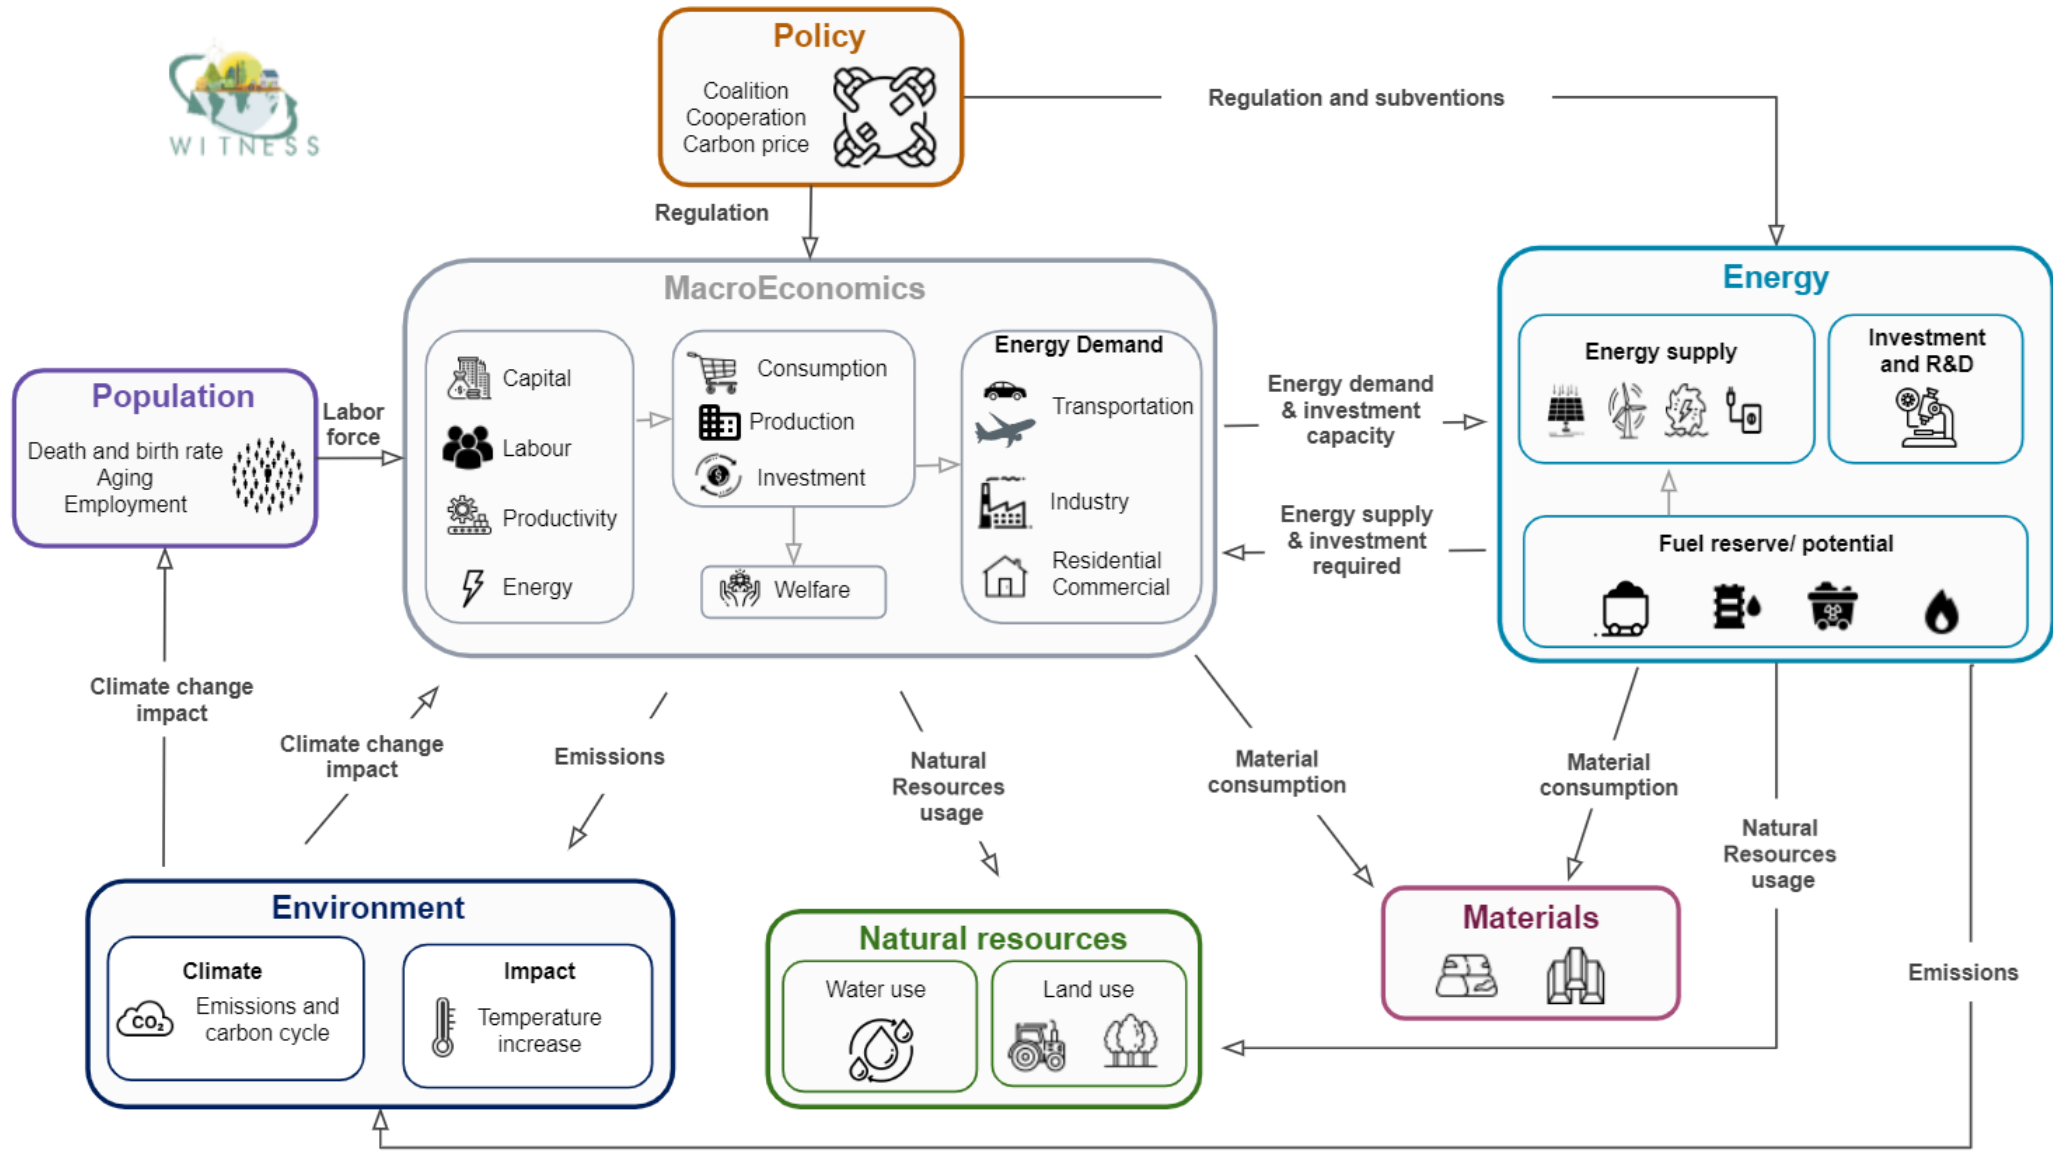 WITNESS
Policy
Coalition
Cooperation
Carbon price
Regulation and subventions
Regulation
MacroEconomics
Capital
Labour
Productivity
Energy
Consumption
Production
Investment
Welfare
Energy Demand
Transportation
Industry
Residential
Commercial
Population
Death and birth rate
Aging
Employment
Labor
force
Energy demand
& investment
capacity
Energy supply
& investment
required
Energy
Energy supply
Investment
and R&D
Fuel reserve/ potential
Climate change
impact
Climate change
impact
Emissions
Natural
Resources
usage
Material
consumption
Material
consumption
Natural
Resources
usage
Emissions
Environment
Climate
CO₂
Emissions and
carbon cycle
Impact
Temperature
increase
Natural resources
Water use
Land use
Materials